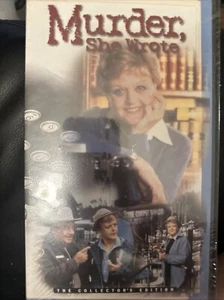 Murder,
She Wrote
THE COLLECTOR'S EDITION